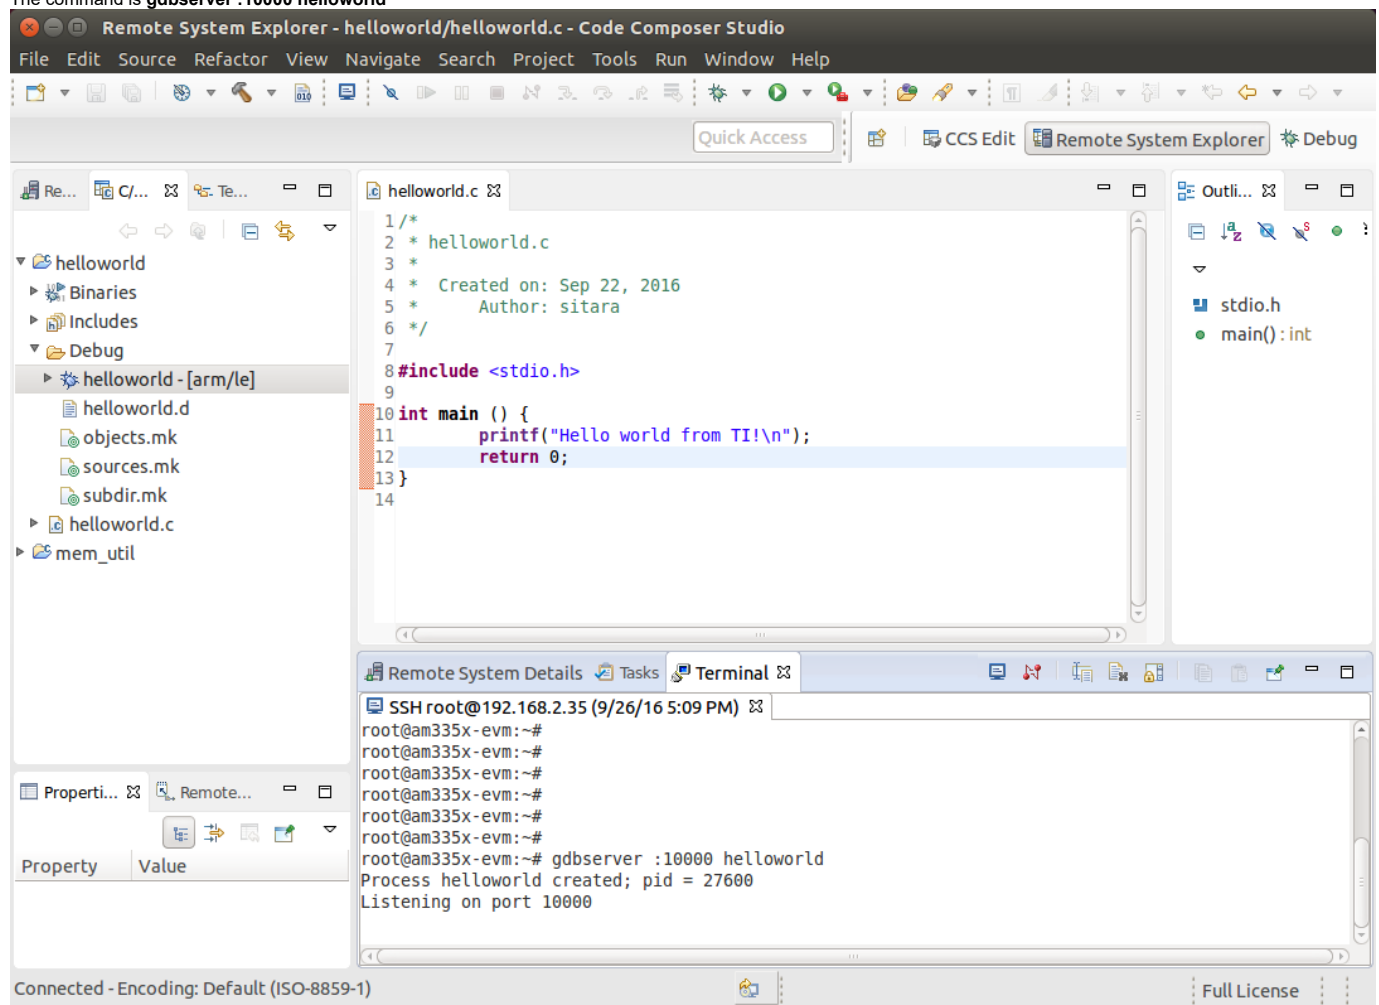 The command is gdbserver :10000 helloworld
Remote System Explorer - helloworld/helloworld.c - Code Composer Studio
File Edit Source Refactor View Navigate Search Project Tools Run Window Help
Quick Access
CCS Edit
Remote System Explorer
Debug
Re...
C/...
Te...
helloworld
Binaries
Includes
Debug
helloworld - [arm/le]
helloworld.d
objects.mk
sources.mk
subdir.mk
helloworld.c
mem_util
helloworld.c
1 /*
2 * helloworld.c
3 *
4 * Created on: Sep 22, 2016
5 * Author: sitara
6 */
7
8 #include <stdio.h>
9
10 int main () {
11 printf("Hello world from TI!\n");
12 return 0;
13 }
14
Outli...
stdio.h
main() : int
Properti...
Remote...
Property Value
Remote System Details
Tasks
Terminal
SSH root@192.168.2.35 (9/26/16 5:09 PM)
root@am335x-evm:~#
root@am335x-evm:~#
root@am335x-evm:~#
root@am335x-evm:~#
root@am335x-evm:~#
root@am335x-evm:~#
root@am335x-evm:~# gdbserver :10000 helloworld
Process helloworld created; pid = 27600
Listening on port 10000
Connected - Encoding: Default (ISO-8859-1)
Full License